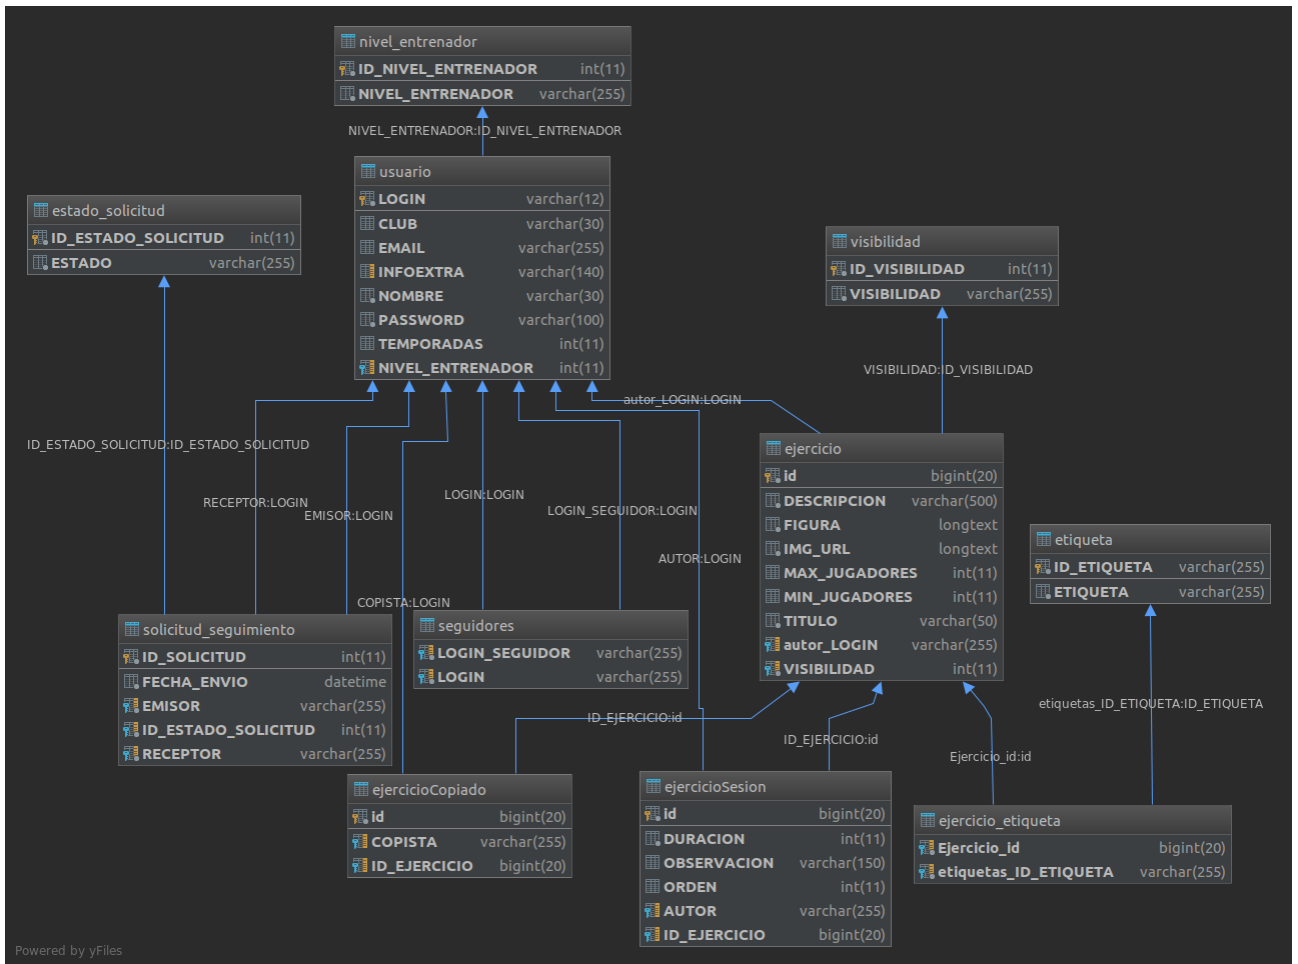 nivel_entrenador
ID_NIVEL_ENTRENADOR int(11)
NIVEL_ENTRENADOR varchar(255)
NIVEL_ENTRENADOR:ID_NIVEL_ENTRENADOR
usuario
LOGIN varchar(12)
CLUB varchar(30)
EMAIL varchar(255)
INFOEXTRA varchar(140)
NOMBRE varchar(30)
PASSWORD varchar(100)
TEMPORADAS int(11)
NIVEL_ENTRENADOR int(11)
estado_solicitud
ID_ESTADO_SOLICITUD int(11)
ESTADO varchar(255)
visibilidad
ID_VISIBILIDAD int(11)
VISIBILIDAD varchar(255)
VISIBILIDAD:ID_VISIBILIDAD
autor_LOGIN:LOGIN
ID_ESTADO_SOLICITUD:ID_ESTADO_SOLICITUD
RECEPTOR:LOGIN
EMISOR:LOGIN
LOGIN:LOGIN
LOGIN_SEGUIDOR:LOGIN
AUTOR:LOGIN
COPISTA:LOGIN
ejercicio
id bigint(20)
DESCRIPCION varchar(500)
FIGURA longtext
IMG_URL longtext
MAX_JUGADORES int(11)
MIN_JUGADORES int(11)
TITULO varchar(50)
autor_LOGIN varchar(255)
VISIBILIDAD int(11)
etiqueta
ID_ETIQUETA varchar(255)
ETIQUETA varchar(255)
solicitud_seguimiento
ID_SOLICITUD int(11)
FECHA_ENVIO datetime
EMISOR varchar(255)
ID_ESTADO_SOLICITUD int(11)
RECEPTOR varchar(255)
seguidores
LOGIN_SEGUIDOR varchar(255)
LOGIN varchar(255)
ID_EJERCICIO:id
ID_EJERCICIO:id
Ejercicio_id:id
etiquetas_ID_ETIQUETA:ID_ETIQUETA
ejercicioCopiado
id bigint(20)
COPISTA varchar(255)
ID_EJERCICIO bigint(20)
ejercicioSesion
id bigint(20)
DURACION int(11)
OBSERVACION varchar(150)
ORDEN int(11)
AUTOR varchar(255)
ID_EJERCICIO bigint(20)
ejercicio_etiqueta
Ejercicio_id bigint(20)
etiquetas_ID_ETIQUETA varchar(255)
Powered by yFiles